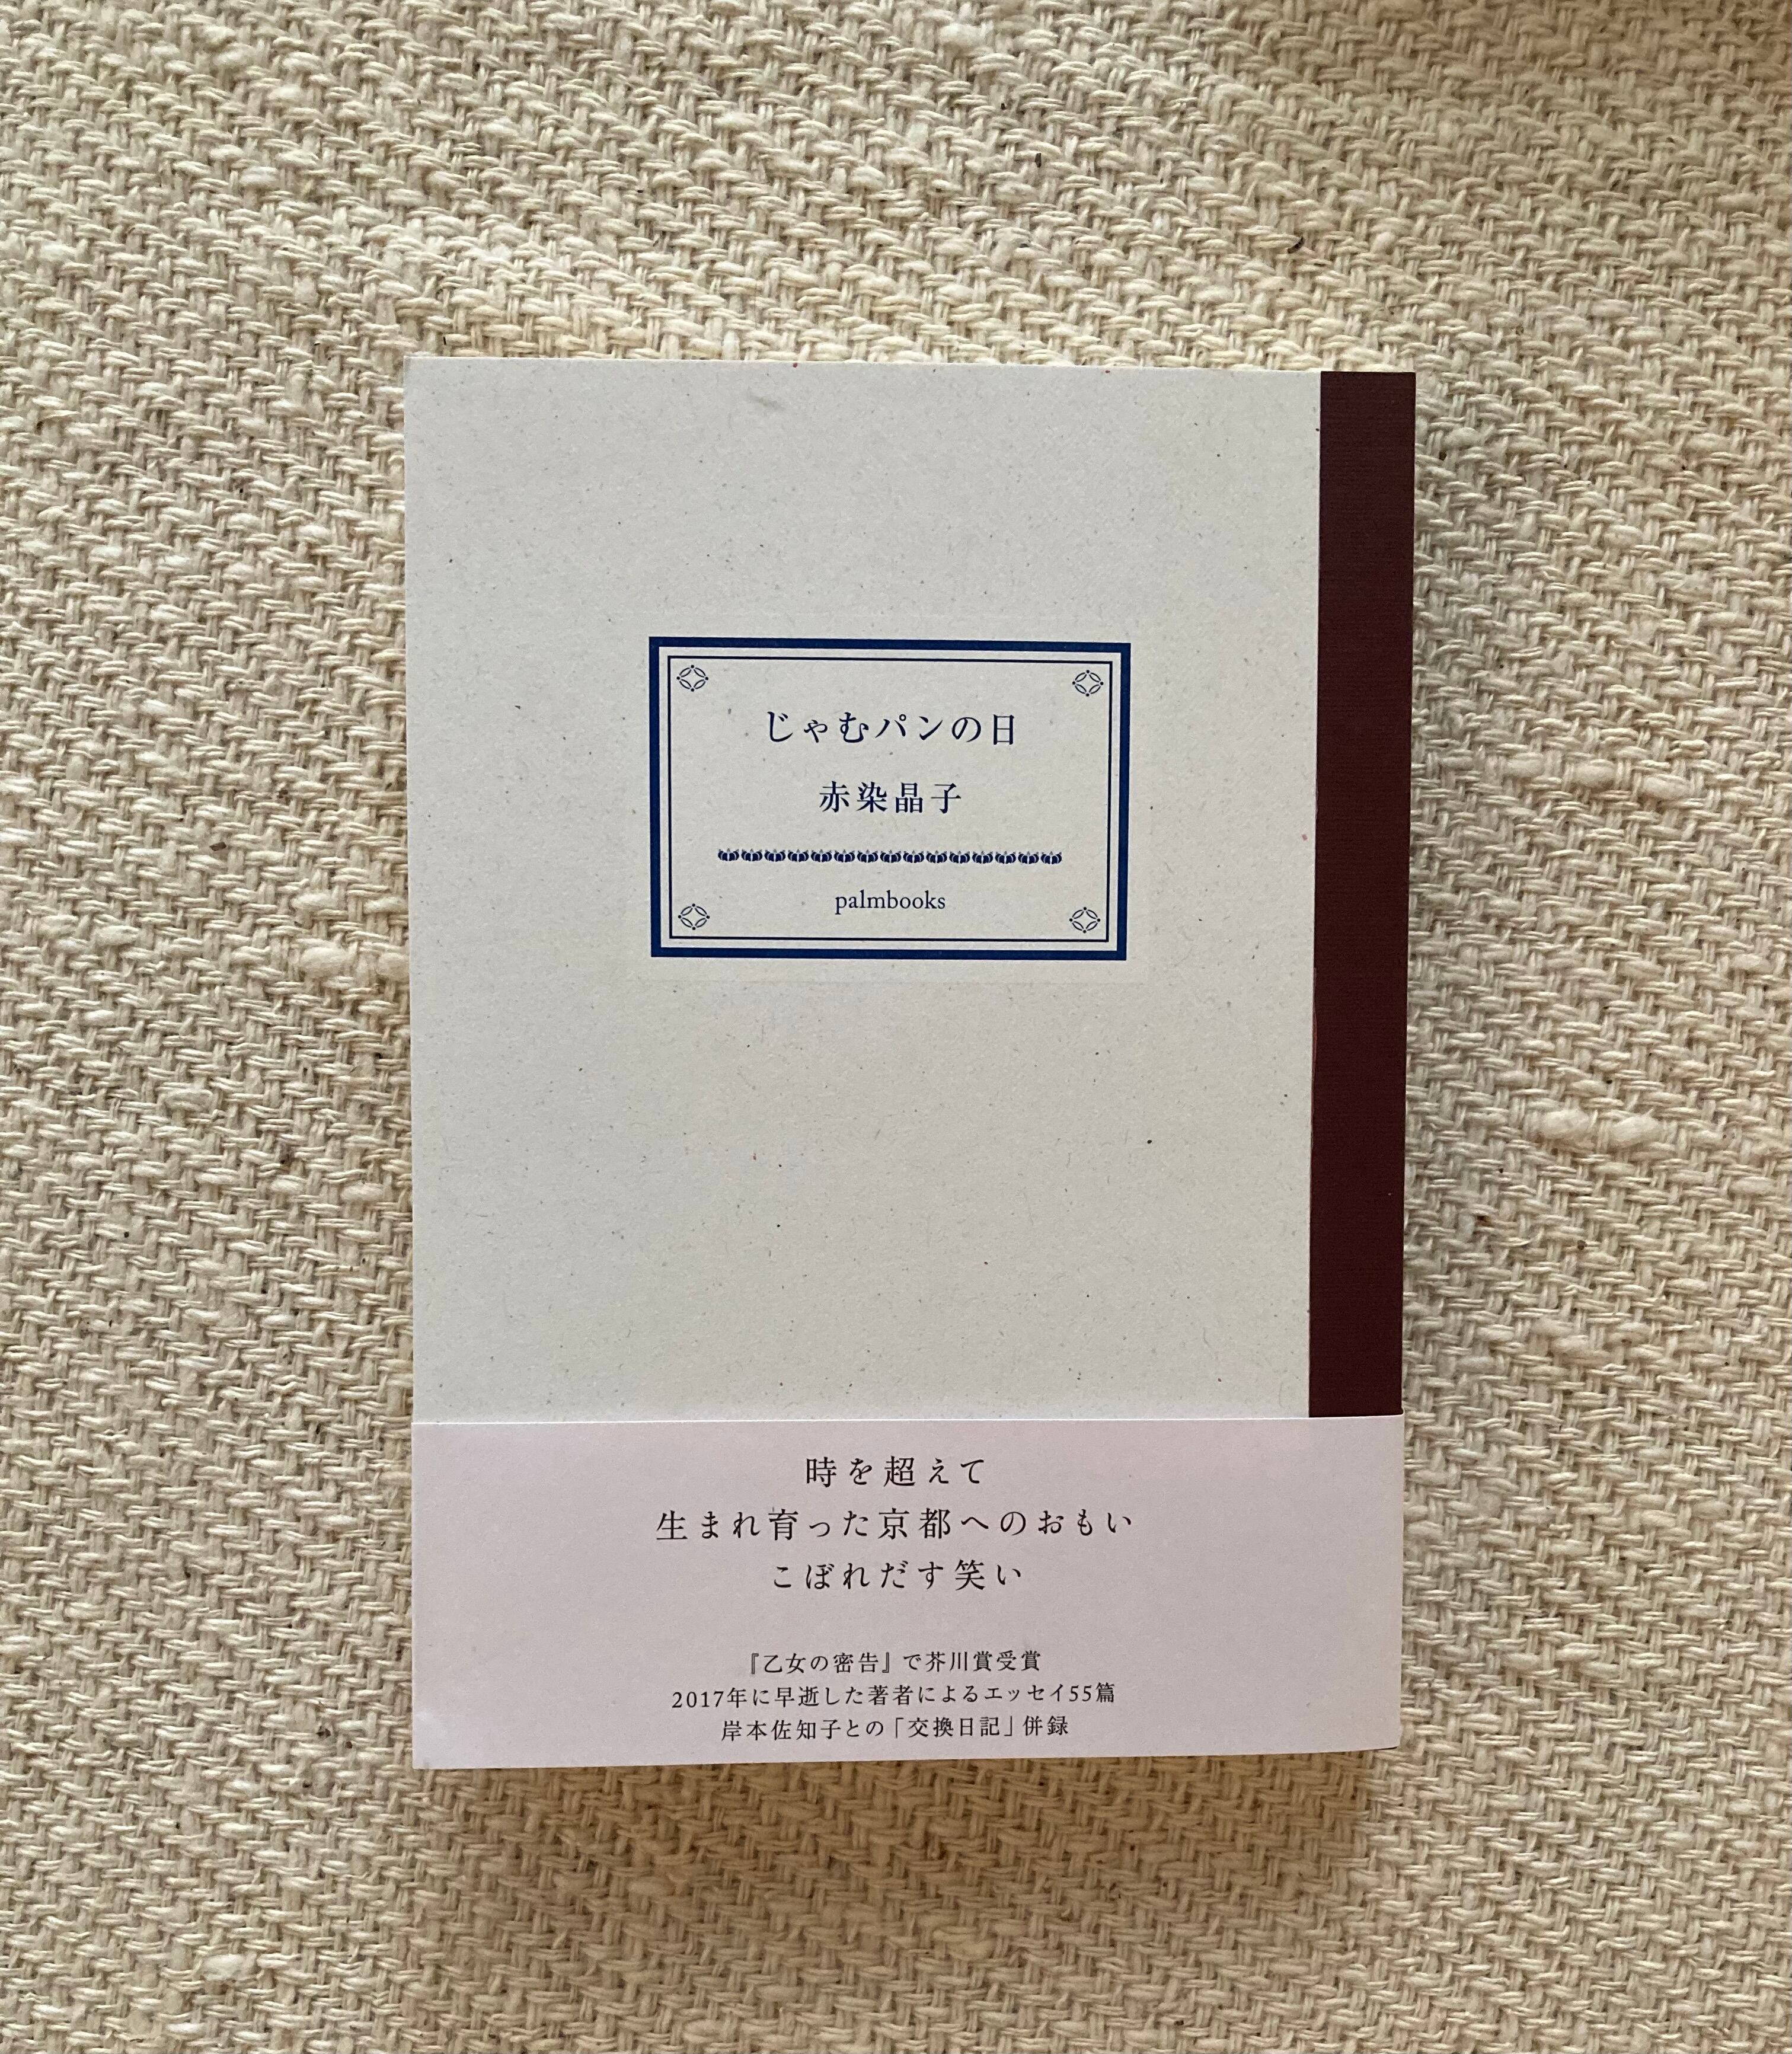 じゃむパンの日
赤染晶子
palmbooks
時を超えて
生まれ育った京都へのおもい
こぼれだす笑い
『乙女の密告』で芥川賞受賞
2017年に早逝した著者によるエッセイ55篇
岸本佐知子との「交換日記」併録